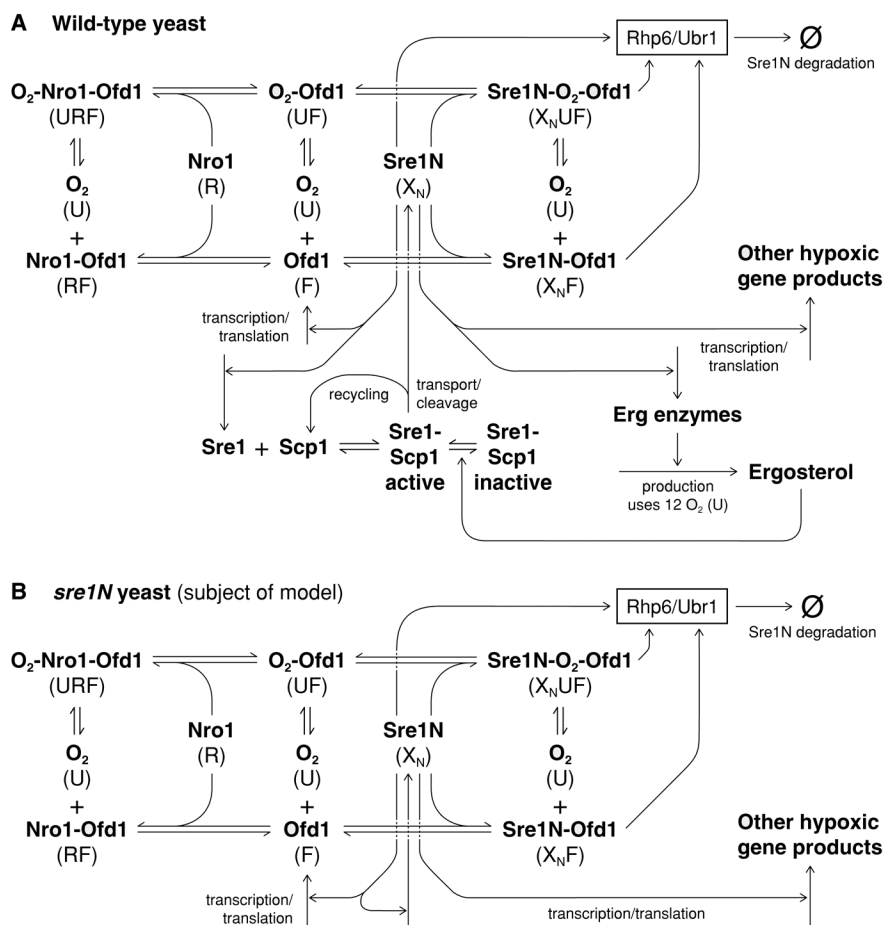 A Wild-type yeast
Rhp6/Ubr1
Ø
Sre1N degradation
O₂-Nro1-Ofd1
(URF)
O₂-Ofd1
(UF)
Sre1N-O₂-Ofd1
(XNUF)
Nro1
(R)
Sre1N
(XN)
O₂
(U)
O₂
(U)
O₂
(U)
+
+
+
Nro1-Ofd1
(RF)
Ofd1
(F)
Sre1N-Ofd1
(XNF)
Other hypoxic
gene products
transcription/
translation
transcription/
translation
recycling
transport/
cleavage
Sre1 + Scp1
Sre1-
Scp1
active
Sre1-
Scp1
inactive
Erg enzymes
production
uses 12 O₂ (U)
Ergosterol
B sre1N yeast (subject of model)
Rhp6/Ubr1
Ø
Sre1N degradation
O₂-Nro1-Ofd1
(URF)
O₂-Ofd1
(UF)
Sre1N-O₂-Ofd1
(XNUF)
Nro1
(R)
Sre1N
(XN)
O₂
(U)
O₂
(U)
O₂
(U)
+
+
+
Nro1-Ofd1
(RF)
Ofd1
(F)
Sre1N-Ofd1
(XNF)
Other hypoxic
gene products
transcription/
translation
transcription/translation